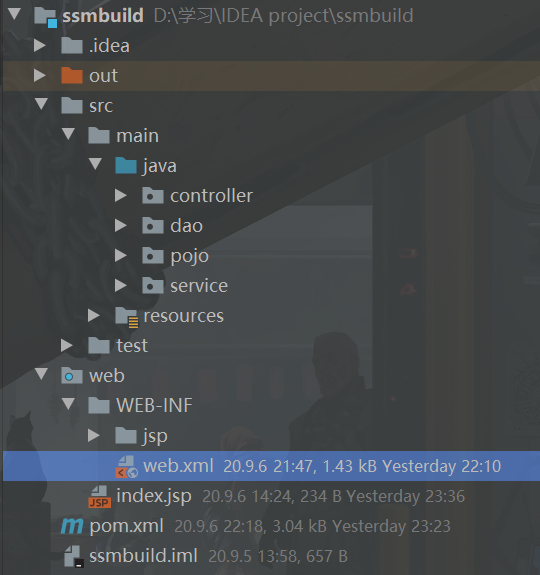 ssmbuild D:\学习\IDEA project\ssmbuild
.idea
out
src
main
java
controller
dao
pojo
service
resources
test
web
WEB-INF
jsp
web.xml 20.9.6 21:47, 1.43 kB Yesterday 22:10
JSP index.jsp 20.9.6 14:24, 234 B Yesterday 23:36
m pom.xml 20.9.6 22:18, 3.04 kB Yesterday 23:23
ssmbuild.iml 20.9.5 13:58, 657 B